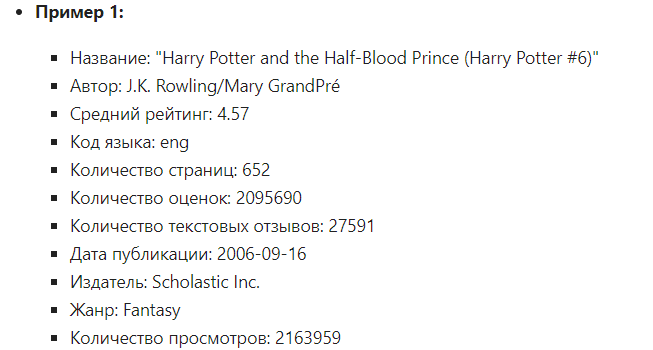 Пример 1:
Название: "Harry Potter and the Half-Blood Prince (Harry Potter #6)"
Автор: J.K. Rowling/Mary GrandPré
Средний рейтинг: 4.57
Код языка: eng
Количество страниц: 652
Количество оценок: 2095690
Количество текстовых отзывов: 27591
Дата публикации: 2006-09-16
Издатель: Scholastic Inc.
Жанр: Fantasy
Количество просмотров: 2163959